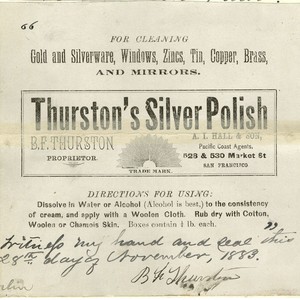 66
FOR CLEANING
Gold and Silverware, Windows, Zincs, Tin, Copper, Brass,
AND MIRRORS.
Thurston's Silver Polish
B. F. THURSTON
PROPRIETOR.
TRADE MARK.
A. I. HALL & SON,
Pacific Coast Agents,
528 & 530 Market St
SAN FRANCISCO
DIRECTIONS FOR USING:
Dissolve in Water or Alcohol (Alcohol is best,) to the consistency
of cream, and apply with a Woolen Cloth. Rub dry with Cotton,
Woolen or Chamois Skin. Boxes contain 1 lb. each. "
Witness my hand and seal this
28th day of November, 1883.
B F Thurston